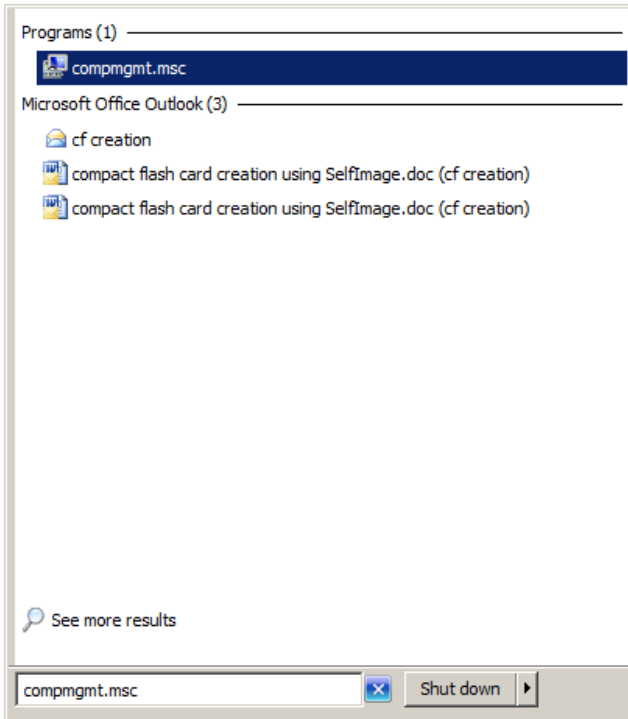 Programs (1)
compmgmt.msc
Microsoft Office Outlook (3)
cf creation
compact flash card creation using SelfImage.doc (cf creation)
compact flash card creation using SelfImage.doc (cf creation)
See more results
compmgmt.msc
Shut down